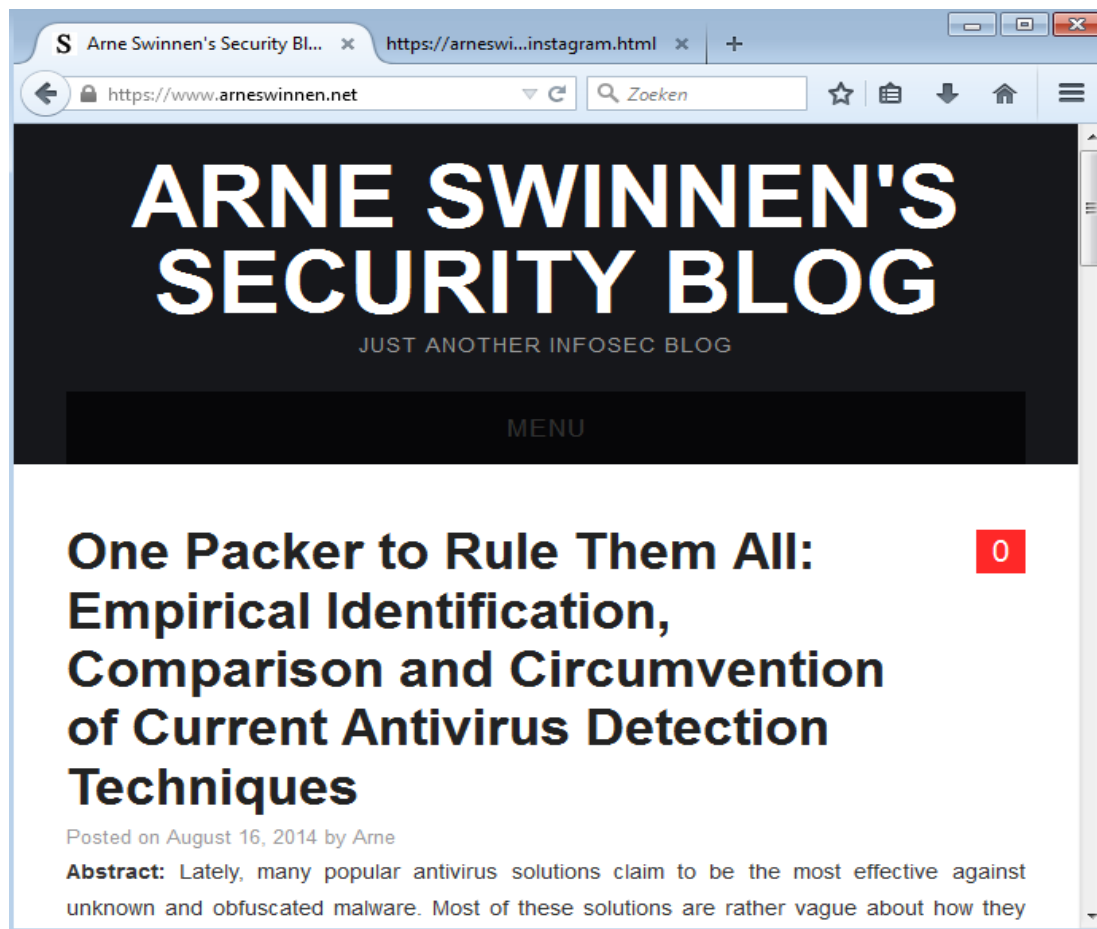 S Arne Swinnen's Security Bl... × https://arneswi...instagram.html × +
https://www.arneswinnen.net Zoeken
ARNE SWINNEN'S
SECURITY BLOG
JUST ANOTHER INFOSEC BLOG
MENU
One Packer to Rule Them All: 0
Empirical Identification,
Comparison and Circumvention
of Current Antivirus Detection
Techniques
Posted on August 16, 2014 by Arne
Abstract: Lately, many popular antivirus solutions claim to be the most effective against
unknown and obfuscated malware. Most of these solutions are rather vague about how they